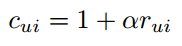 c_{ui} = 1 + αr_{ui}